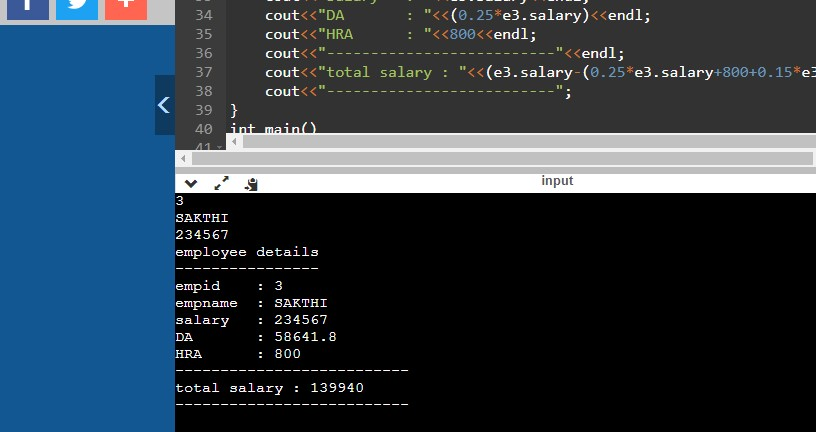 34 cout<<"DA : "<<(0.25*e3.salary)<<endl;
35 cout<<"HRA : "<<800<<endl;
36 cout<<"--------------------------"<<endl;
37 cout<<"total salary : "<<(e3.salary-(0.25*e3.salary+800+0.15*e3
38 cout<<"--------------------------";
39 }
40 int main()
41
input
3
SAKTHI
234567
employee details
----------------
empid : 3
empname : SAKTHI
salary : 234567
DA : 58641.8
HRA : 800
--------------------------
total salary : 139940
--------------------------